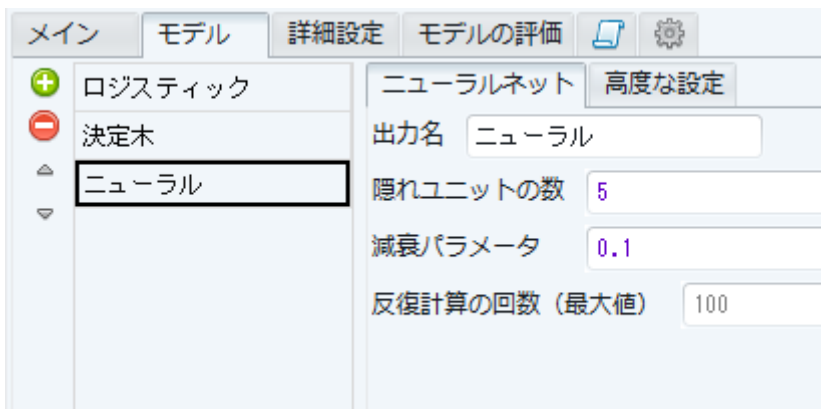 メイン モデル 詳細設定 モデルの評価
ロジスティック
決定木
ニューラル
ニューラルネット 高度な設定
出力名 ニューラル
隠れユニットの数 5
減衰パラメータ 0.1
反復計算の回数（最大値） 100